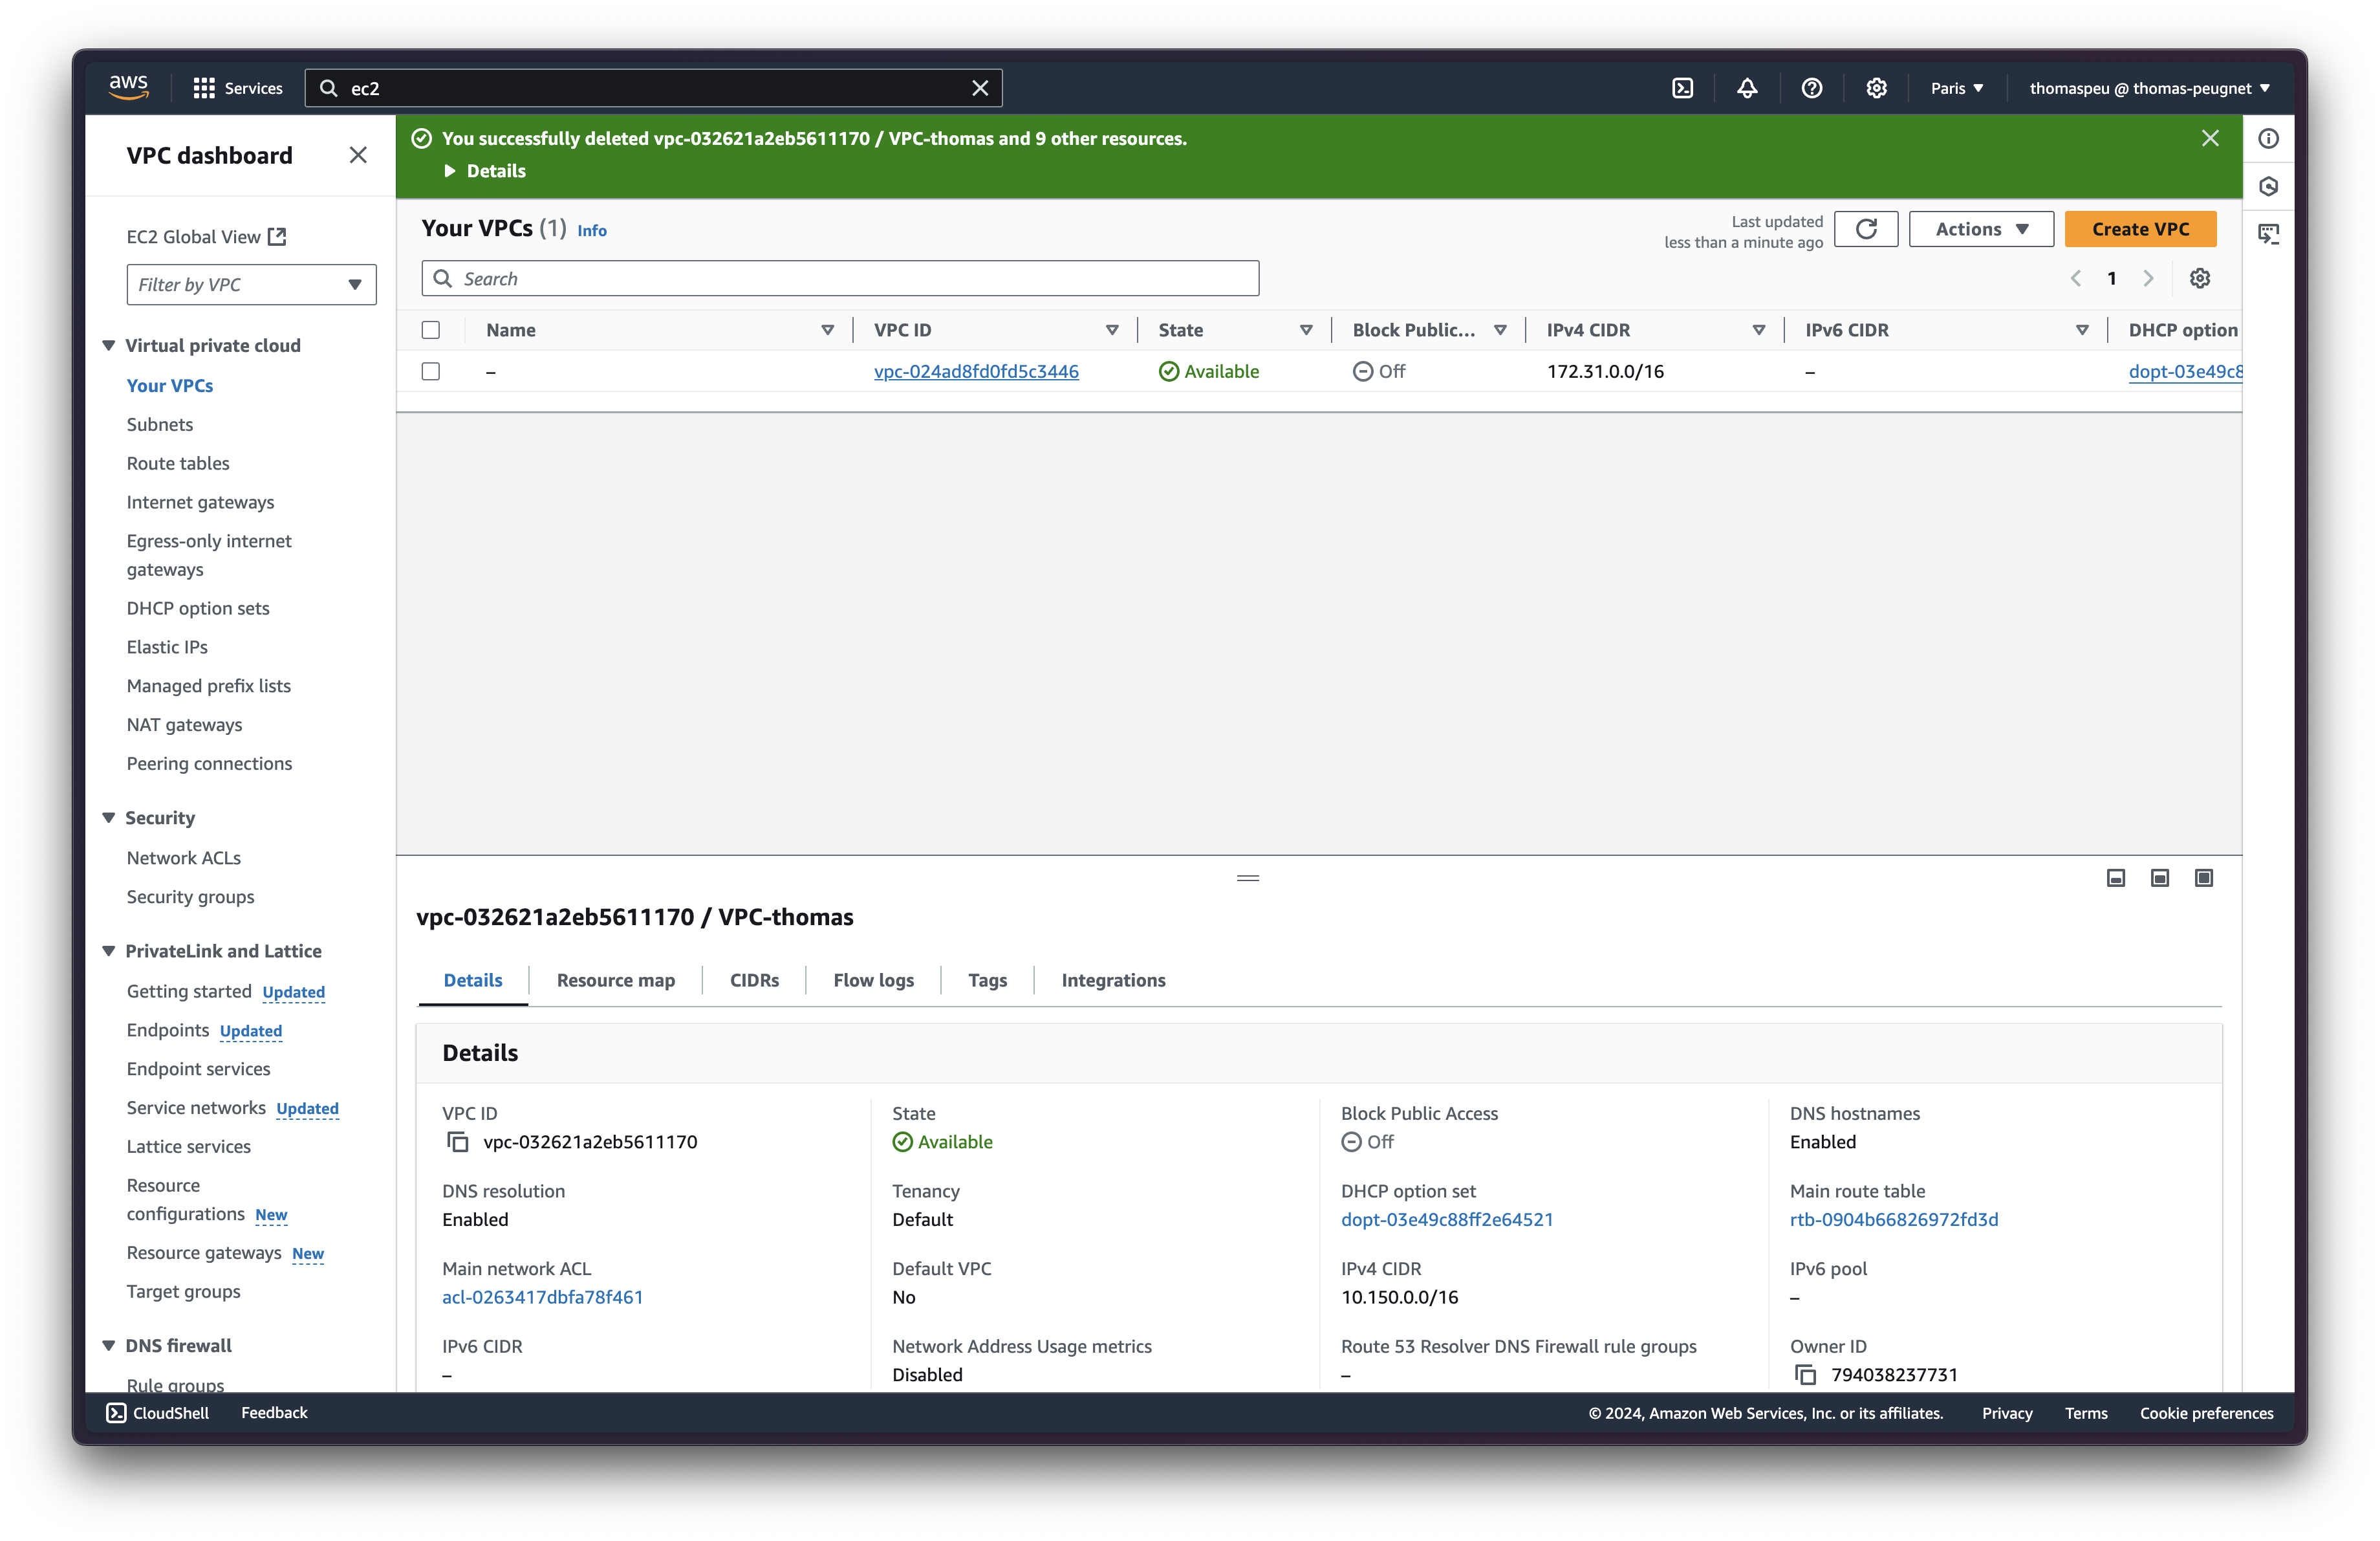 aws
Services
ec2
Paris
thomaspeu @ thomas-peugnet
VPC dashboard
EC2 Global View
Filter by VPC
Virtual private cloud
Your VPCs
Subnets
Route tables
Internet gateways
Egress-only internet
gateways
DHCP option sets
Elastic IPs
Managed prefix lists
NAT gateways
Peering connections
Security
Network ACLs
Security groups
PrivateLink and Lattice
Getting started Updated
Endpoints Updated
Endpoint services
Service networks Updated
Lattice services
Resource
configurations New
Resource gateways New
Target groups
DNS firewall
Rule groups
You successfully deleted vpc-032621a2eb5611170 / VPC-thomas and 9 other resources.
Details
Your VPCs (1) Info
Last updated
less than a minute ago
Actions
Create VPC
Search
1
Name VPC ID State Block Public... IPv4 CIDR IPv6 CIDR DHCP option
– vpc-024ad8fd0fd5c3446 Available Off 172.31.0.0/16 – dopt-03e49c8
vpc-032621a2eb5611170 / VPC-thomas
Details Resource map CIDRs Flow logs Tags Integrations
Details
VPC ID State Block Public Access DNS hostnames
vpc-032621a2eb5611170 Available Off Enabled
DNS resolution Tenancy DHCP option set Main route table
Enabled Default dopt-03e49c88ff2e64521 rtb-0904b66826972fd3d
Main network ACL Default VPC IPv4 CIDR IPv6 pool
acl-0263417dbfa78f461 No 10.150.0.0/16 –
IPv6 CIDR Network Address Usage metrics Route 53 Resolver DNS Firewall rule groups Owner ID
– Disabled – 794038237731
CloudShell Feedback © 2024, Amazon Web Services, Inc. or its affiliates. Privacy Terms Cookie preferences